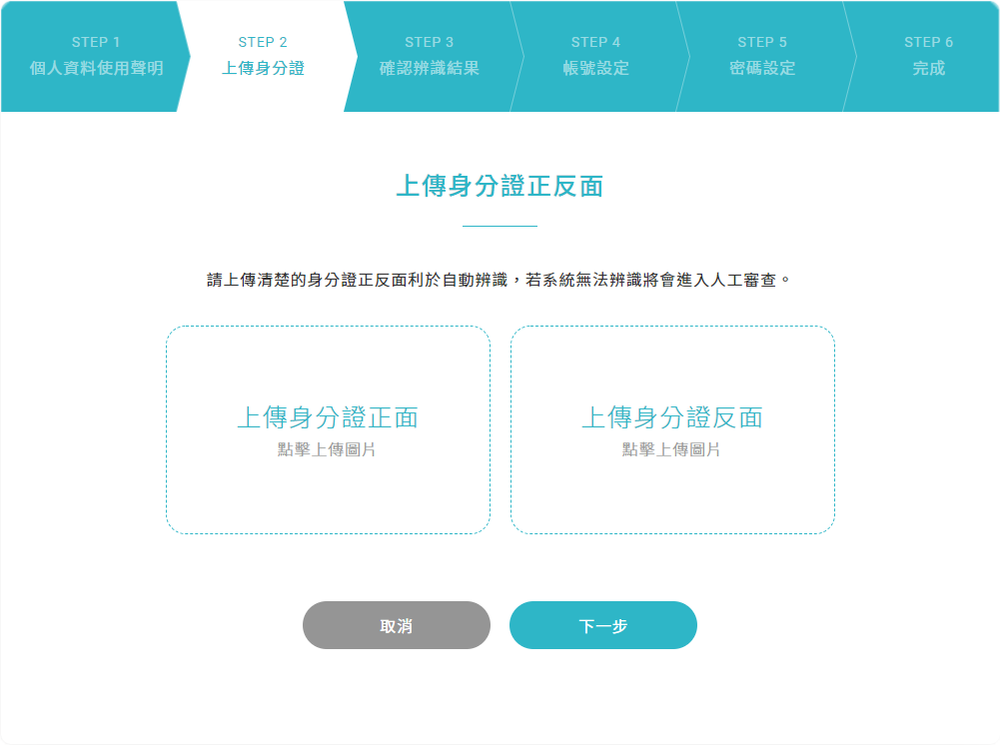 STEP 1
個人資料使用聲明
STEP 2
上傳身分證
STEP 3
確認辨識結果
STEP 4
帳號設定
STEP 5
密碼設定
STEP 6
完成
上傳身分證正反面
請上傳清楚的身分證正反面利於自動辨識，若系統無法辨識將會進入人工審查。
上傳身分證正面
點擊上傳圖片
上傳身分證反面
點擊上傳圖片
取消
下一步